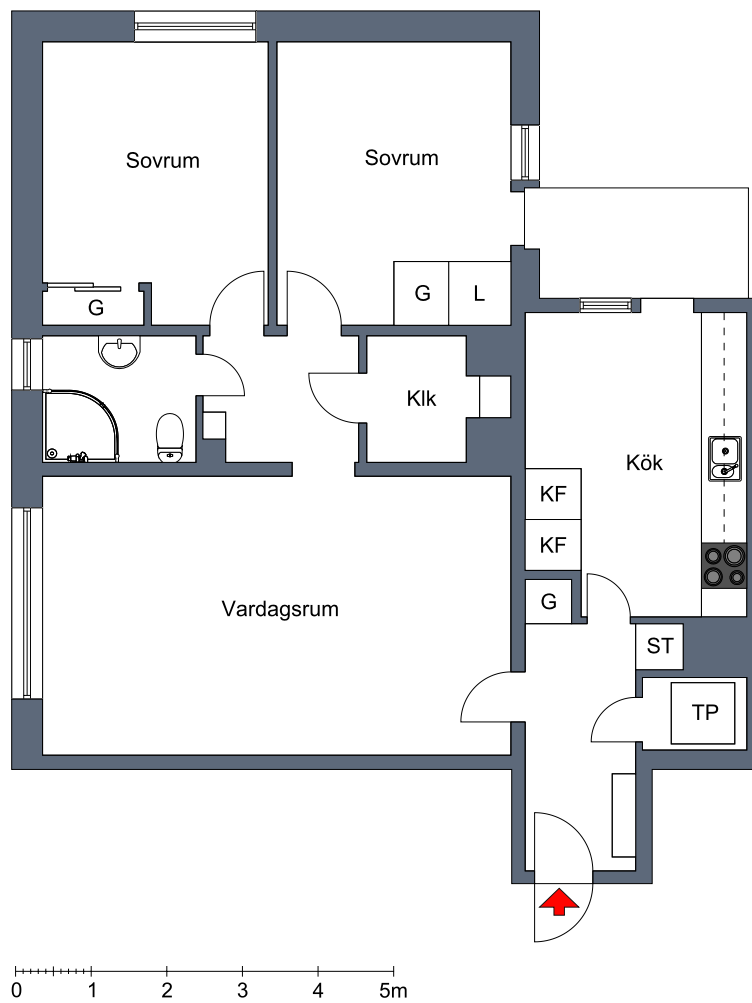 Sovrum
Sovrum
G
G L
Klk
Kök
KF
KF
G
Vardagsrum
ST
TP
0 1 2 3 4 5m